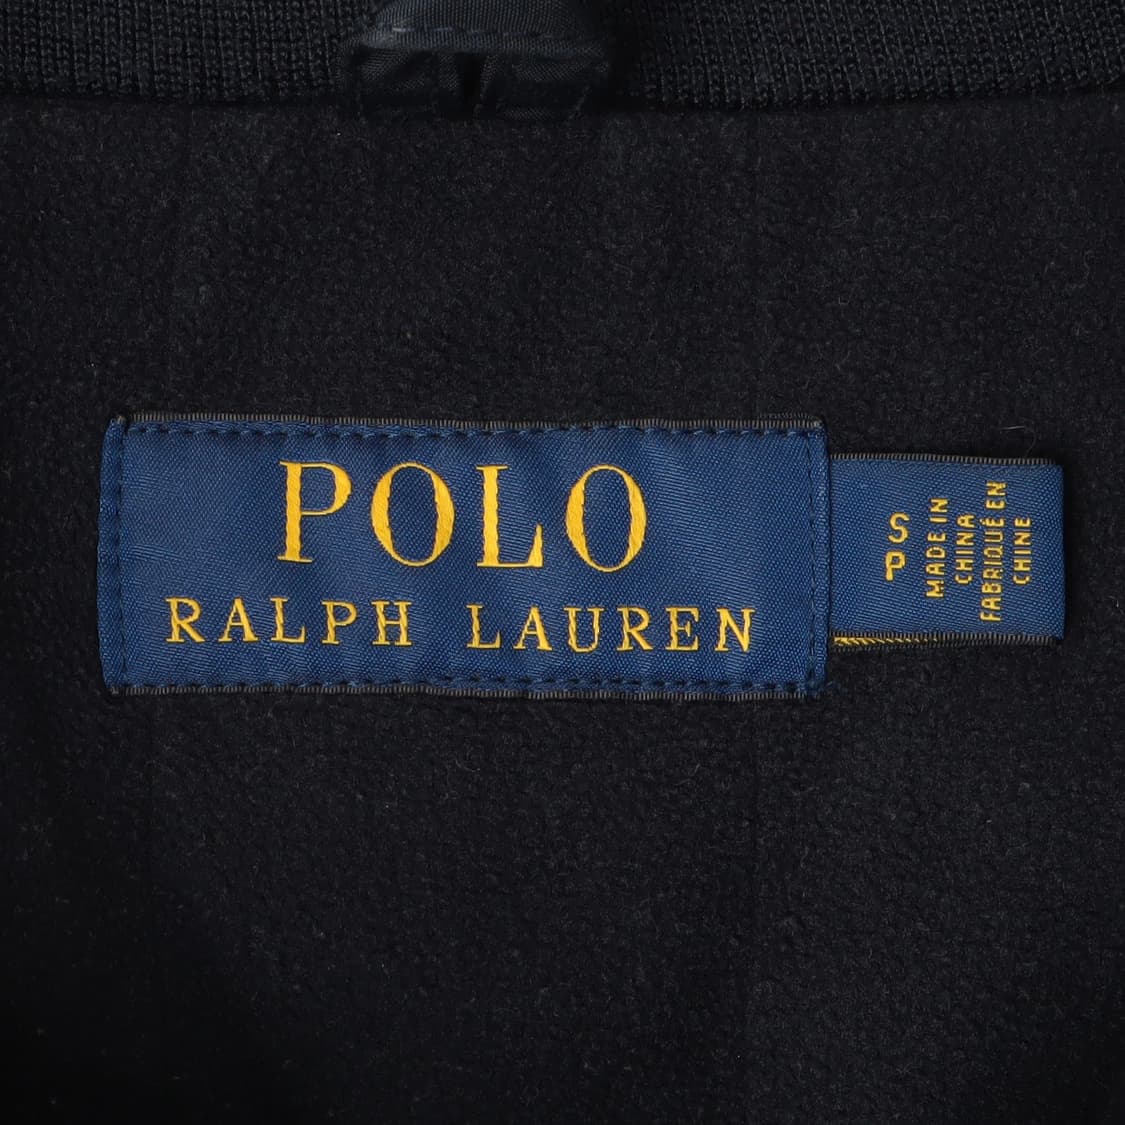 POLO
RALPH LAUREN
S
P
MADE IN
CHINA
FABRIQUÉ EN
CHINE